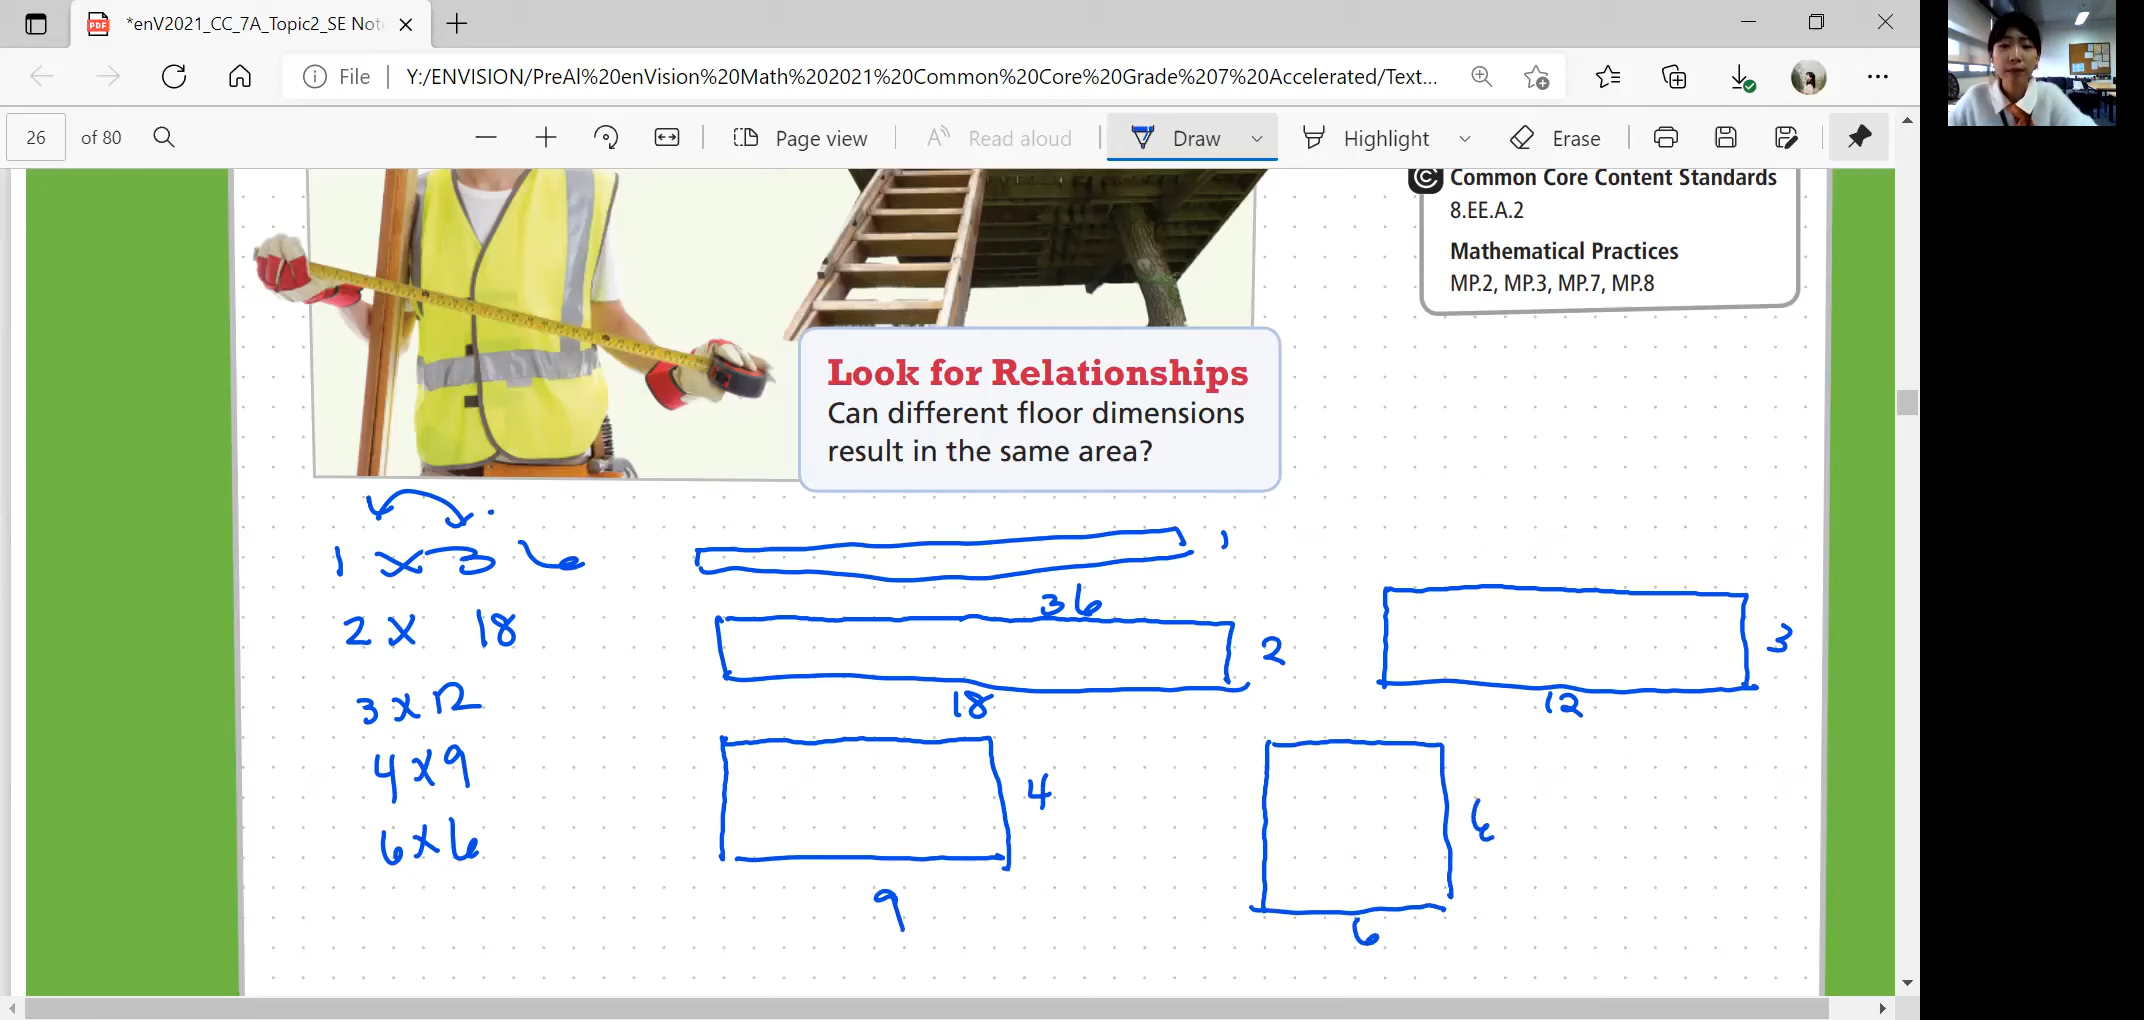 *enV2021_CC_7A_Topic2_SE Not
File
Y:/ENVISION/PreAl%20enVision%20Math%202021%20Common%20Core%20Grade%207%20Accelerated/Text...
26 of 80
Page view
Read aloud
Draw
Highlight
Erase
Common Core Content Standards
8.EE.A.2
Mathematical Practices
MP.2, MP.3, MP.7, MP.8
Look for Relationships
Can different floor dimensions
result in the same area?
1 x 36
2 x 18
3 x 12
4 x 9
6 x 6
1
36
2
18
3
12
4
9
6
6